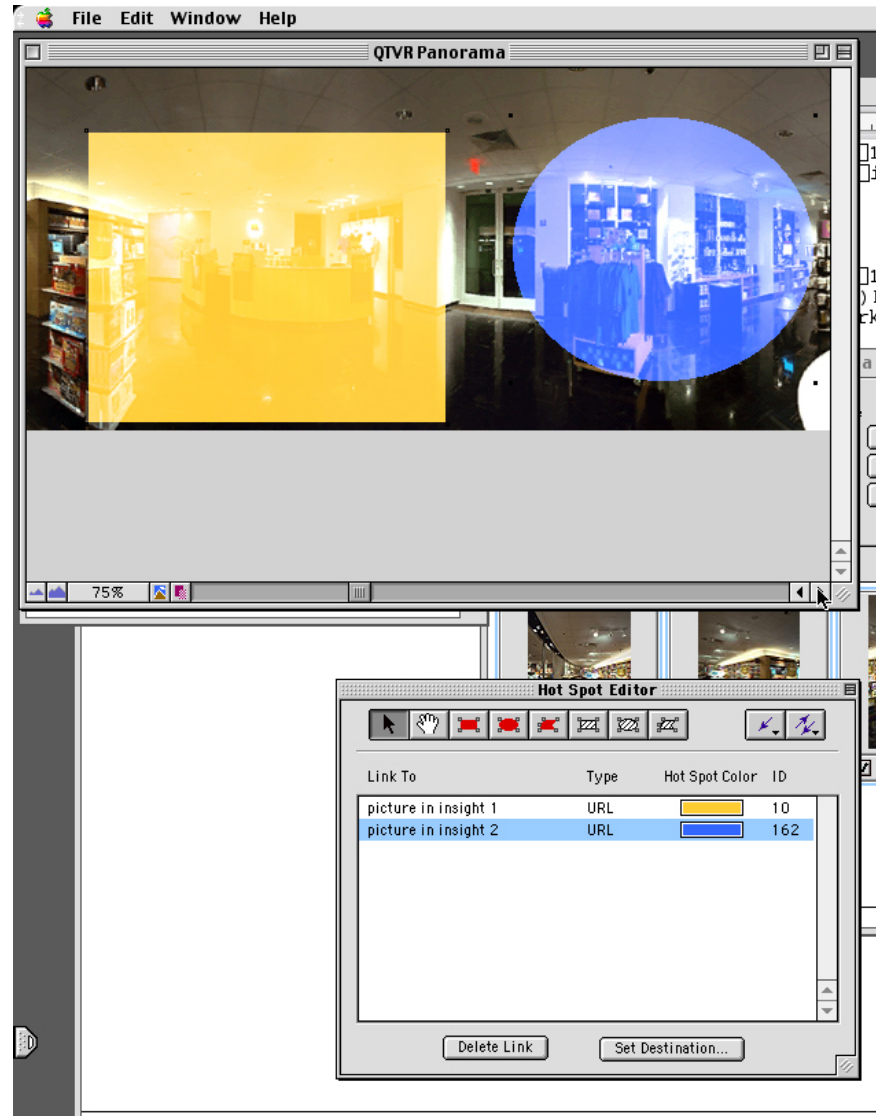 File Edit Window Help
QTVR Panorama
75%
Hot Spot Editor
Link To Type Hot Spot Color ID
picture in insight 1 URL 10
picture in insight 2 URL 162
Delete Link Set Destination...